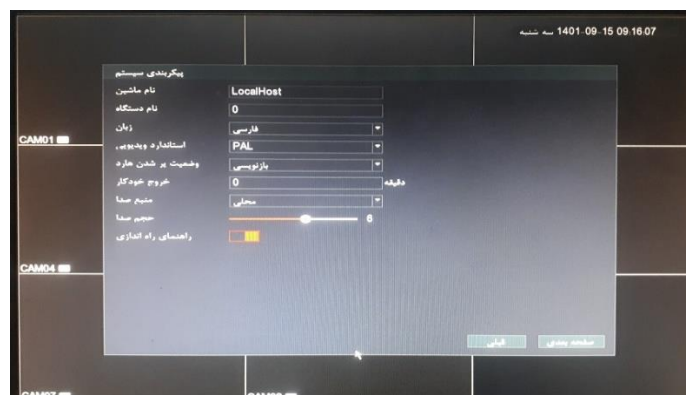 سه شنبه 1401-09-15 09:16:07
پیکربندی سیستم
نام ماشین LocalHost
نام دستگاه 0
زبان فارسی
CAM01
استاندارد ویدیویی PAL
وضعیت پر شدن هارد بازنویسی
خروج خودکار 0 دقیقه
منبع صدا محلی
حجم صدا 6
راهنمای راه اندازی
CAM04
صفحه بعدی قبلی
CAM07